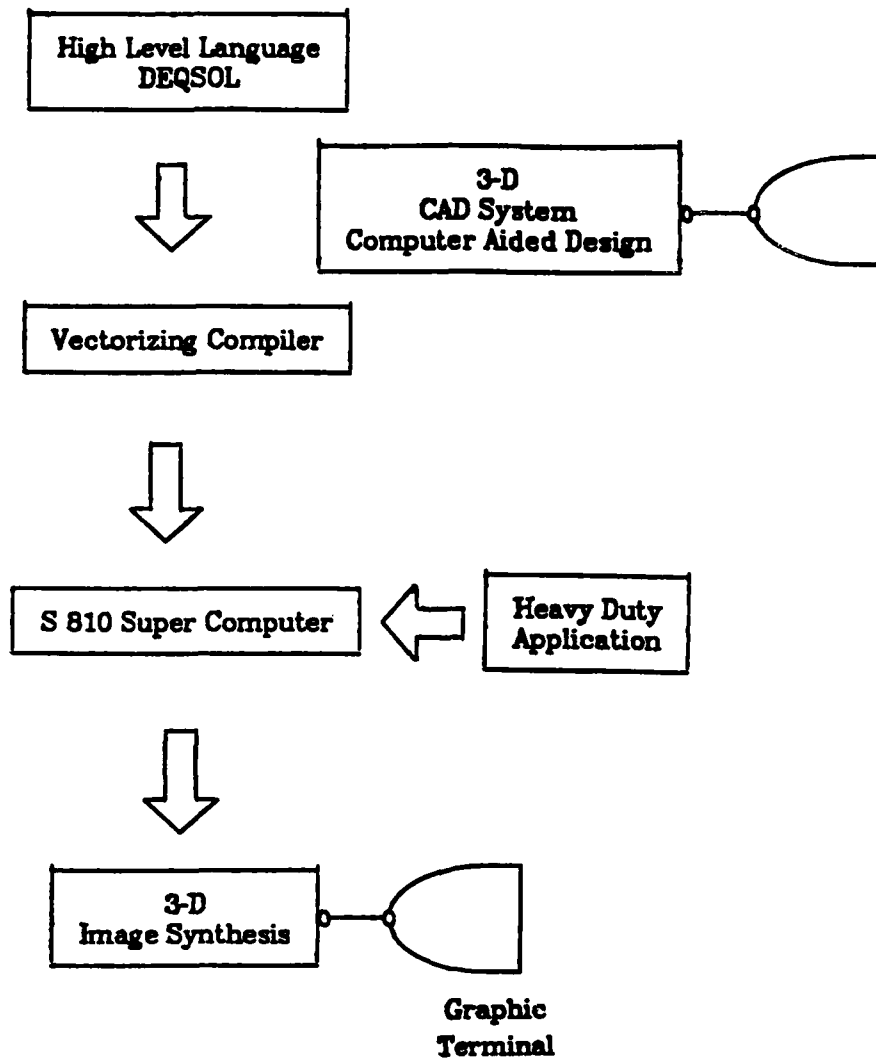 High Level Language
DEQSOL
3-D
CAD System
Computer Aided Design
Vectorizing Compiler
S 810 Super Computer
Heavy Duty
Application
3-D
Image Synthesis
Graphic
Terminal